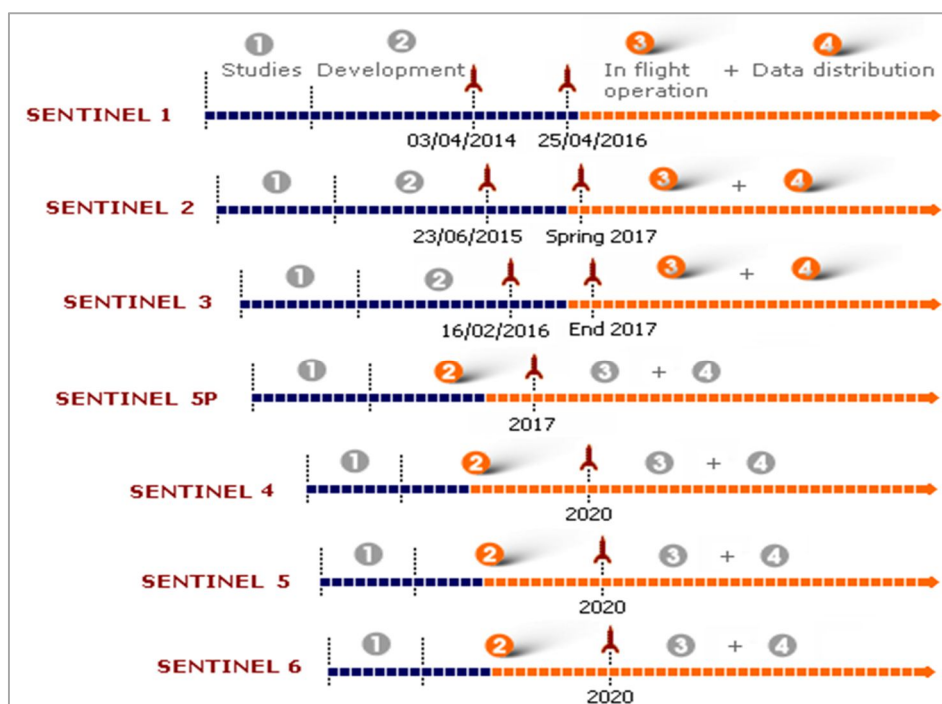 1 2 3 4
Studies Development In flight operation + Data distribution
SENTINEL 1
03/04/2014 25/04/2016
1 2 3 + 4
SENTINEL 2
23/06/2015 Spring 2017
1 2 3 + 4
SENTINEL 3
16/02/2016 End 2017
1 2 3 + 4
SENTINEL 5P
2017
1 2 3 + 4
SENTINEL 4
2020
1 2 3 + 4
SENTINEL 5
2020
1 2 3 + 4
SENTINEL 6
2020